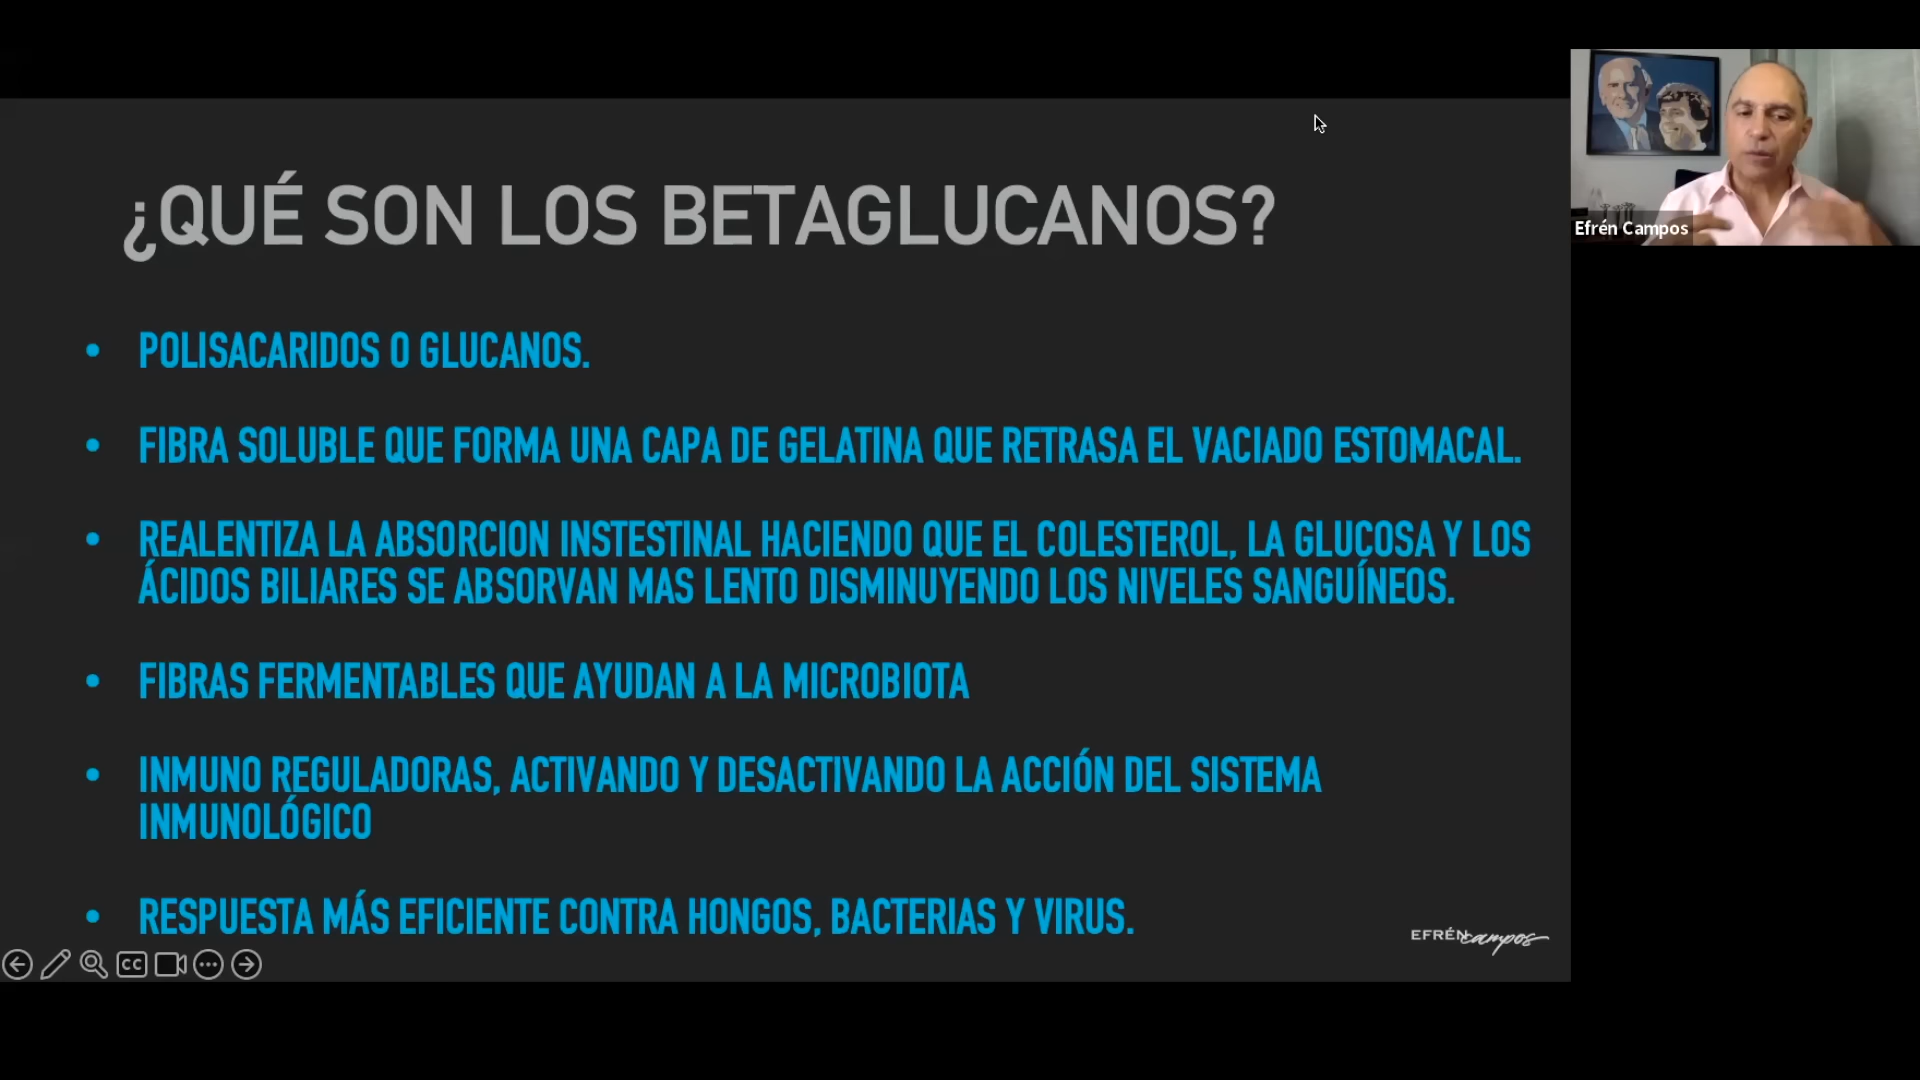 ¿QUÉ SON LOS BETAGLUCANOS?
• POLISACARIDOS O GLUCANOS.
• FIBRA SOLUBLE QUE FORMA UNA CAPA DE GELATINA QUE RETRASA EL VACIADO ESTOMACAL.
• REALENTIZA LA ABSORCION INSTESTINAL HACIENDO QUE EL COLESTEROL, LA GLUCOSA Y LOS
ÁCIDOS BILIARES SE ABSORVAN MAS LENTO DISMINUYENDO LOS NIVELES SANGUÍNEOS.
• FIBRAS FERMENTABLES QUE AYUDAN A LA MICROBIOTA
• INMUNO REGULADORAS, ACTIVANDO Y DESACTIVANDO LA ACCIÓN DEL SISTEMA
INMUNOLÓGICO
• RESPUESTA MÁS EFICIENTE CONTRA HONGOS, BACTERIAS Y VIRUS.
EFRÉN campos
CC
Efrén Campos